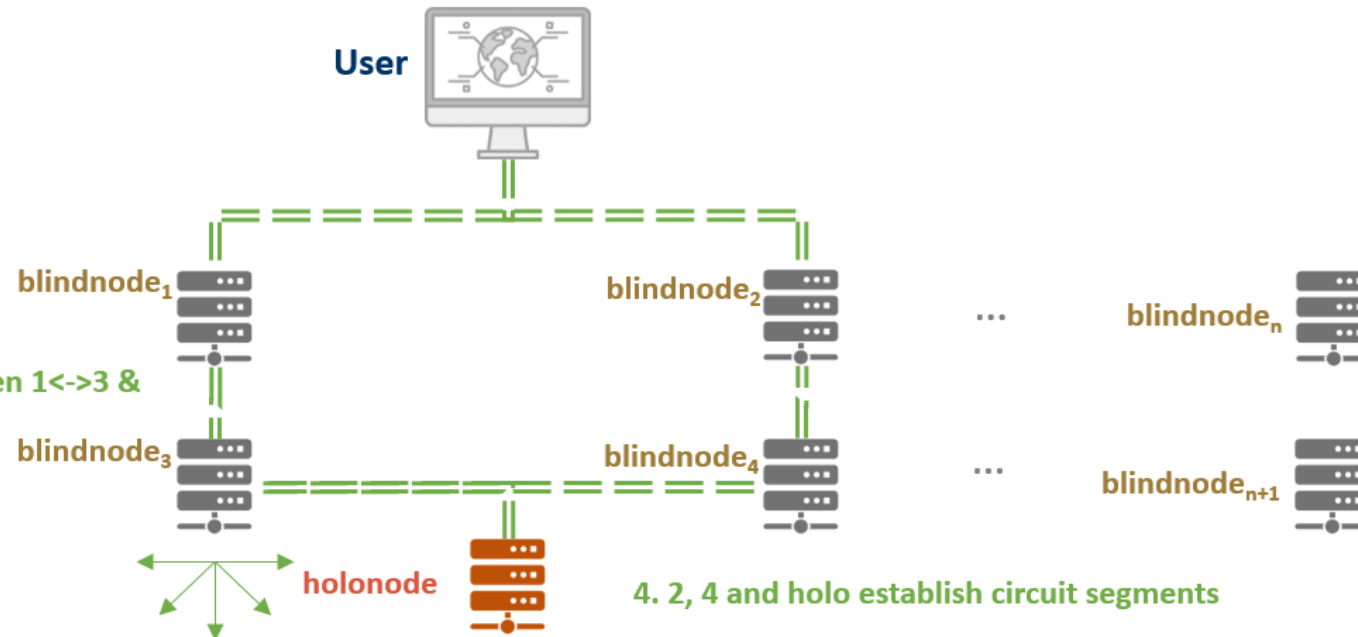 User
blindnode₁
blindnode₂
...
blindnodeₙ
en 1<->3 &
blindnode₃
blindnode₄
...
blindnodeₙ₊₁
holonode
4. 2, 4 and holo establish circuit segments